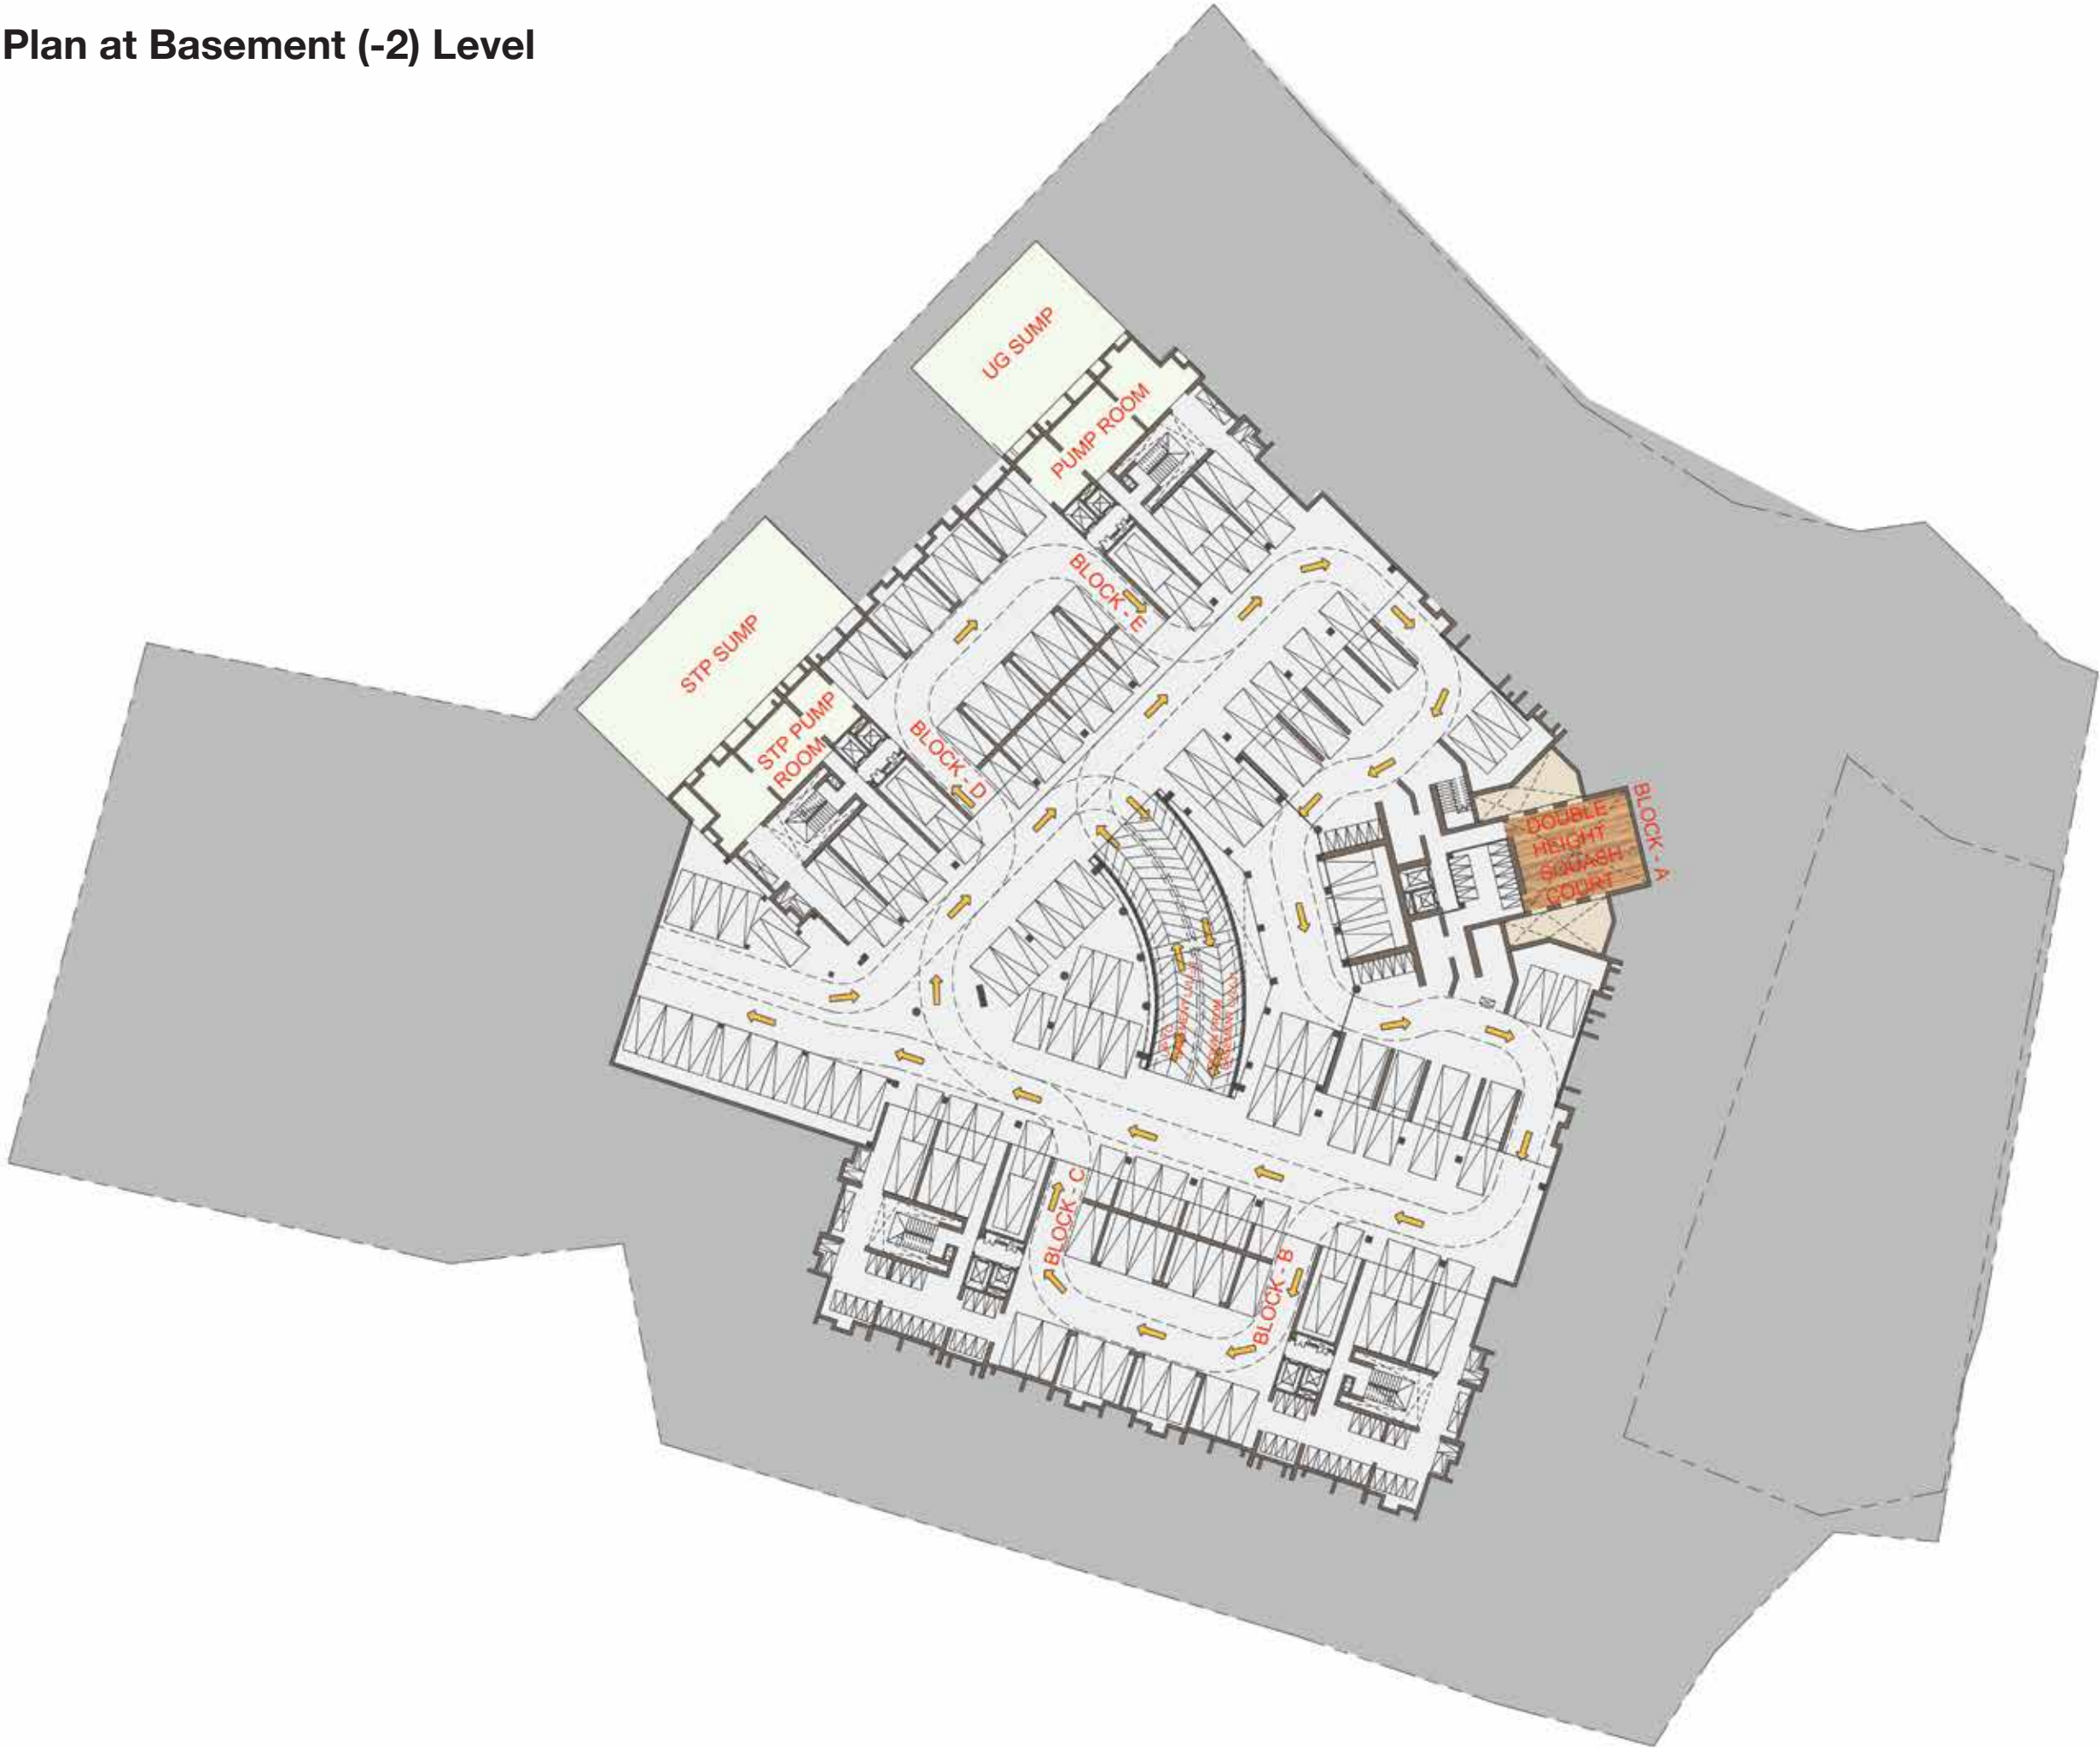 Plan at Basement (-2) Level
UG SUMP
PUMP ROOM
BLOCK - E
STP SUMP
STP PUMP
ROOM
BLOCK - D
DOUBLE
HEIGHT
SQUASH
COURT
BLOCK - A
BLOCK - C
BLOCK - B